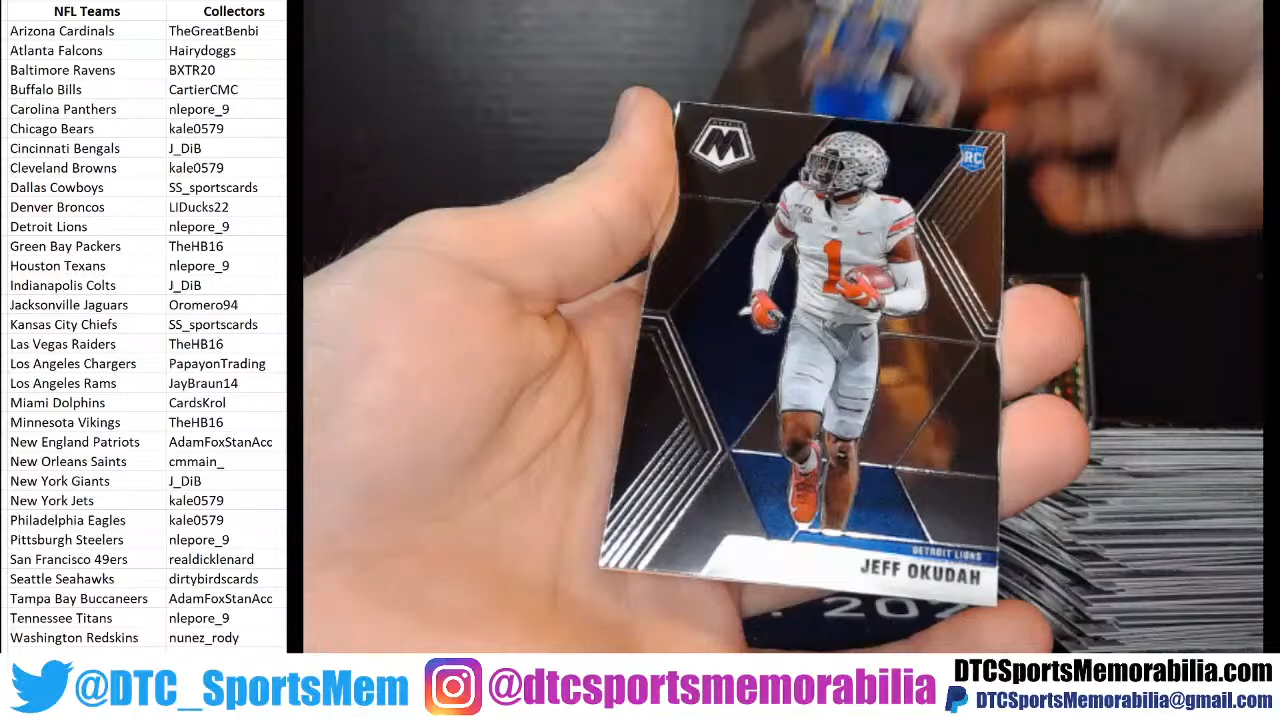 NFL Teams Collectors
Arizona Cardinals TheGreatBenbi
Atlanta Falcons Hairydoggs
Baltimore Ravens BXTR20
Buffalo Bills CartierCMC
Carolina Panthers nlepore_9
Chicago Bears kale0579
Cincinnati Bengals J_DiB
Cleveland Browns kale0579
Dallas Cowboys SS_sportscards
Denver Broncos LIDucks22
Detroit Lions nlepore_9
Green Bay Packers TheHB16
Houston Texans nlepore_9
Indianapolis Colts J_DiB
Jacksonville Jaguars Oromero94
Kansas City Chiefs SS_sportscards
Las Vegas Raiders TheHB16
Los Angeles Chargers PapayonTrading
Los Angeles Rams JayBraun14
Miami Dolphins CardsKrol
Minnesota Vikings TheHB16
New England Patriots AdamFoxStanAcc
New Orleans Saints cmmain_
New York Giants J_DiB
New York Jets kale0579
Philadelphia Eagles kale0579
Pittsburgh Steelers nlepore_9
San Francisco 49ers realdicklenard
Seattle Seahawks dirtybirdscards
Tampa Bay Buccaneers AdamFoxStanAcc
Tennessee Titans nlepore_9
Washington Redskins nunez_rody
M
RC
1
DETROIT LIONS
JEFF OKUDAH
202
@DTC_SportsMem
@dtcsportsmemorabilia
DTCSportsMemorabilia.com
DTCSportsMemorabilia@gmail.com